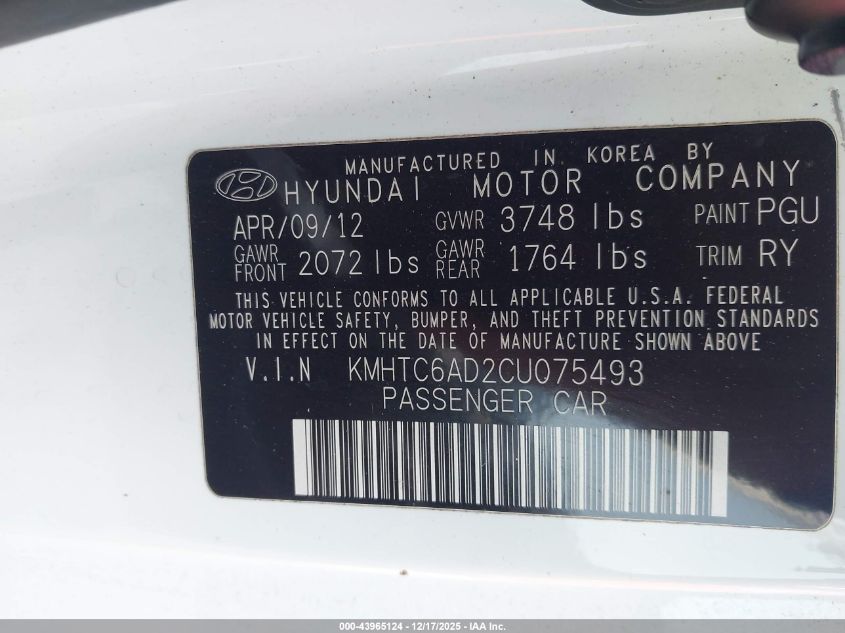 MANUFACTURED IN KOREA BY
HYUNDAI MOTOR COMPANY
APR/09/12 GVWR 3748 lbs PAINT PGU
GAWR FRONT 2072 lbs GAWR REAR 1764 lbs TRIM RY
THIS VEHICLE CONFORMS TO ALL APPLICABLE U.S.A. FEDERAL
MOTOR VEHICLE SAFETY, BUMPER, AND THEFT PREVENTION STANDARDS
IN EFFECT ON THE DATE OF MANUFACTURE SHOWN ABOVE
V.I.N KMHTC6AD2CU075493
PASSENGER CAR
000-43965124 - 12/17/2025 - IAA Inc.